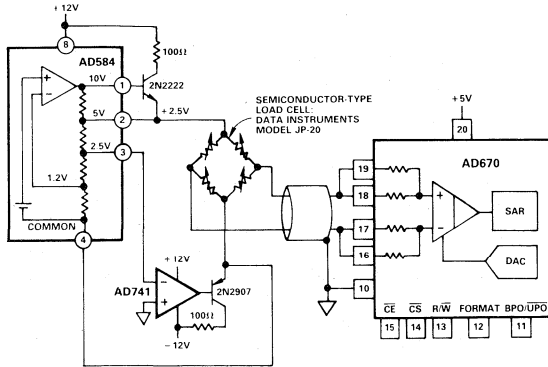 + 12V
8
AD584
100Ω
10V
1
2N2222
5V
2
+ 2.5V
2.5V
3
1.2V
COMMON
4
SEMICONDUCTOR-TYPE
LOAD CELL:
DATA INSTRUMENTS
MODEL JP-20
+ 12V
AD741
2N2907
100Ω
– 12V
+5V
20
AD670
19
18
17
16
10
SAR
DAC
CE
CS
R/W
FORMAT
BPO/UPO
15
14
13
12
11